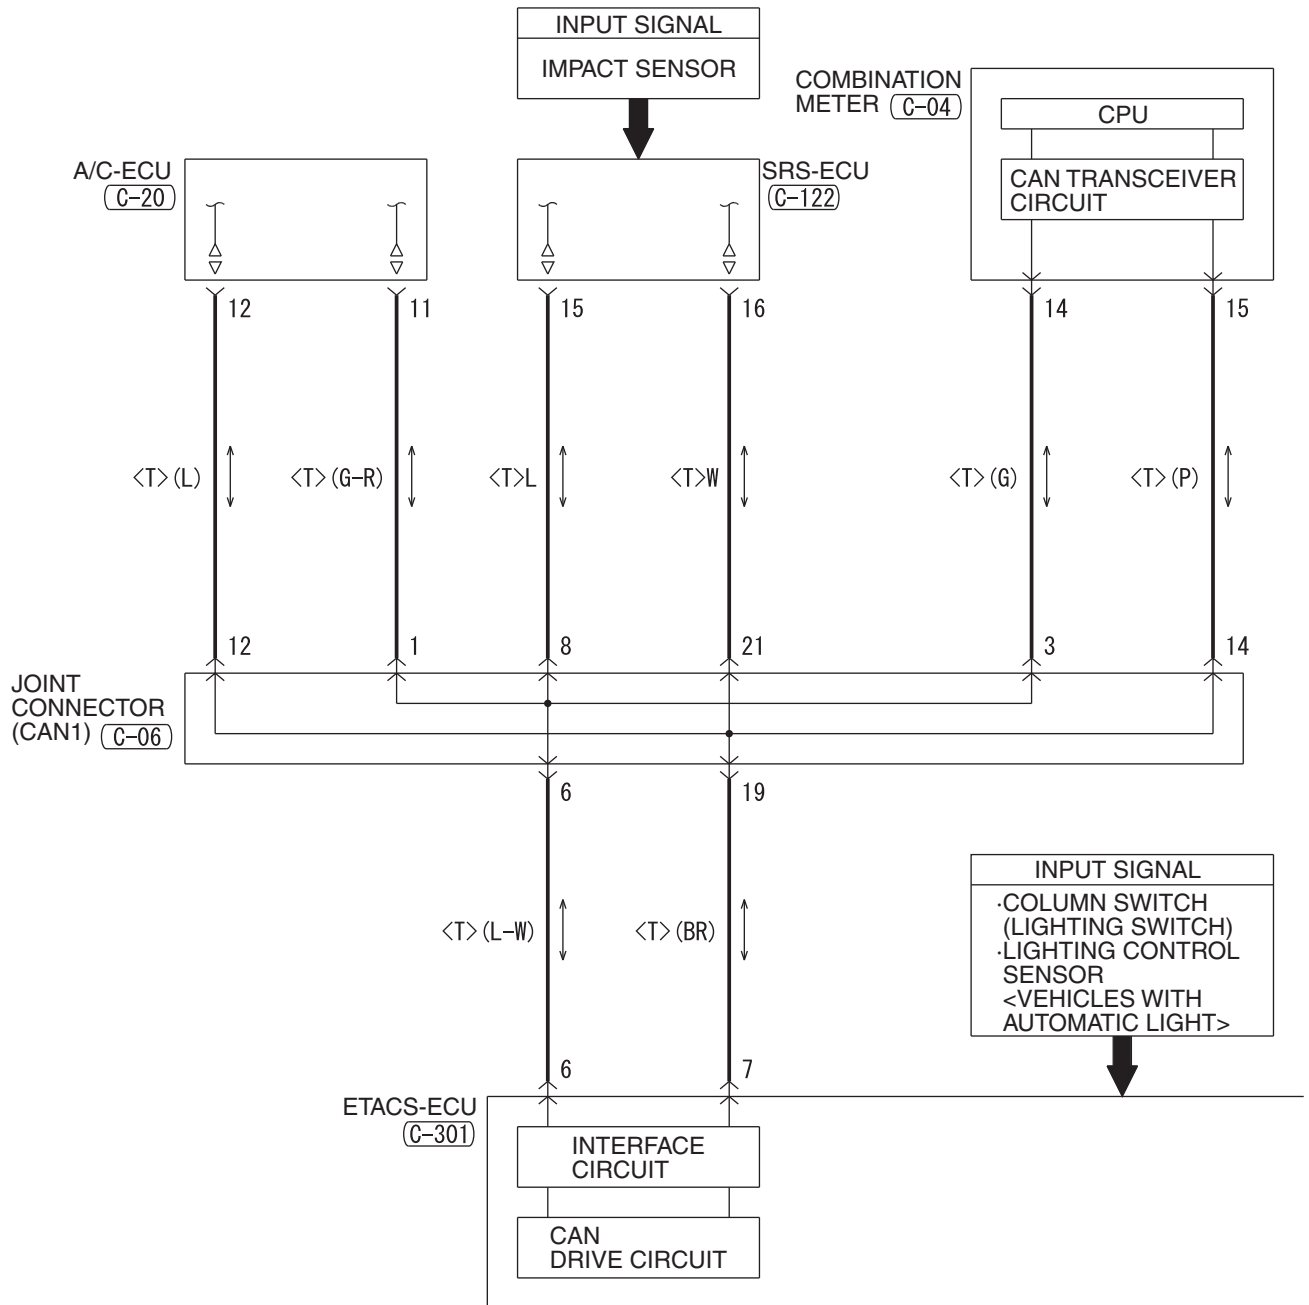 INPUT SIGNAL
IMPACT SENSOR
COMBINATION
METER C-04
CPU
CAN TRANSCEIVER
CIRCUIT
A/C-ECU
C-20
SRS-ECU
C-122
12
11
15
16
14
15
<T>(L)
<T>(G-R)
<T>L
<T>W
<T>(G)
<T>(P)
12
1
8
21
3
14
JOINT
CONNECTOR
(CAN1) C-06
6
19
<T>(L-W)
<T>(BR)
INPUT SIGNAL
·COLUMN SWITCH
(LIGHTING SWITCH)
·LIGHTING CONTROL
SENSOR
<VEHICLES WITH
AUTOMATIC LIGHT>
6
7
ETACS-ECU
C-301
INTERFACE
CIRCUIT
CAN
DRIVE CIRCUIT